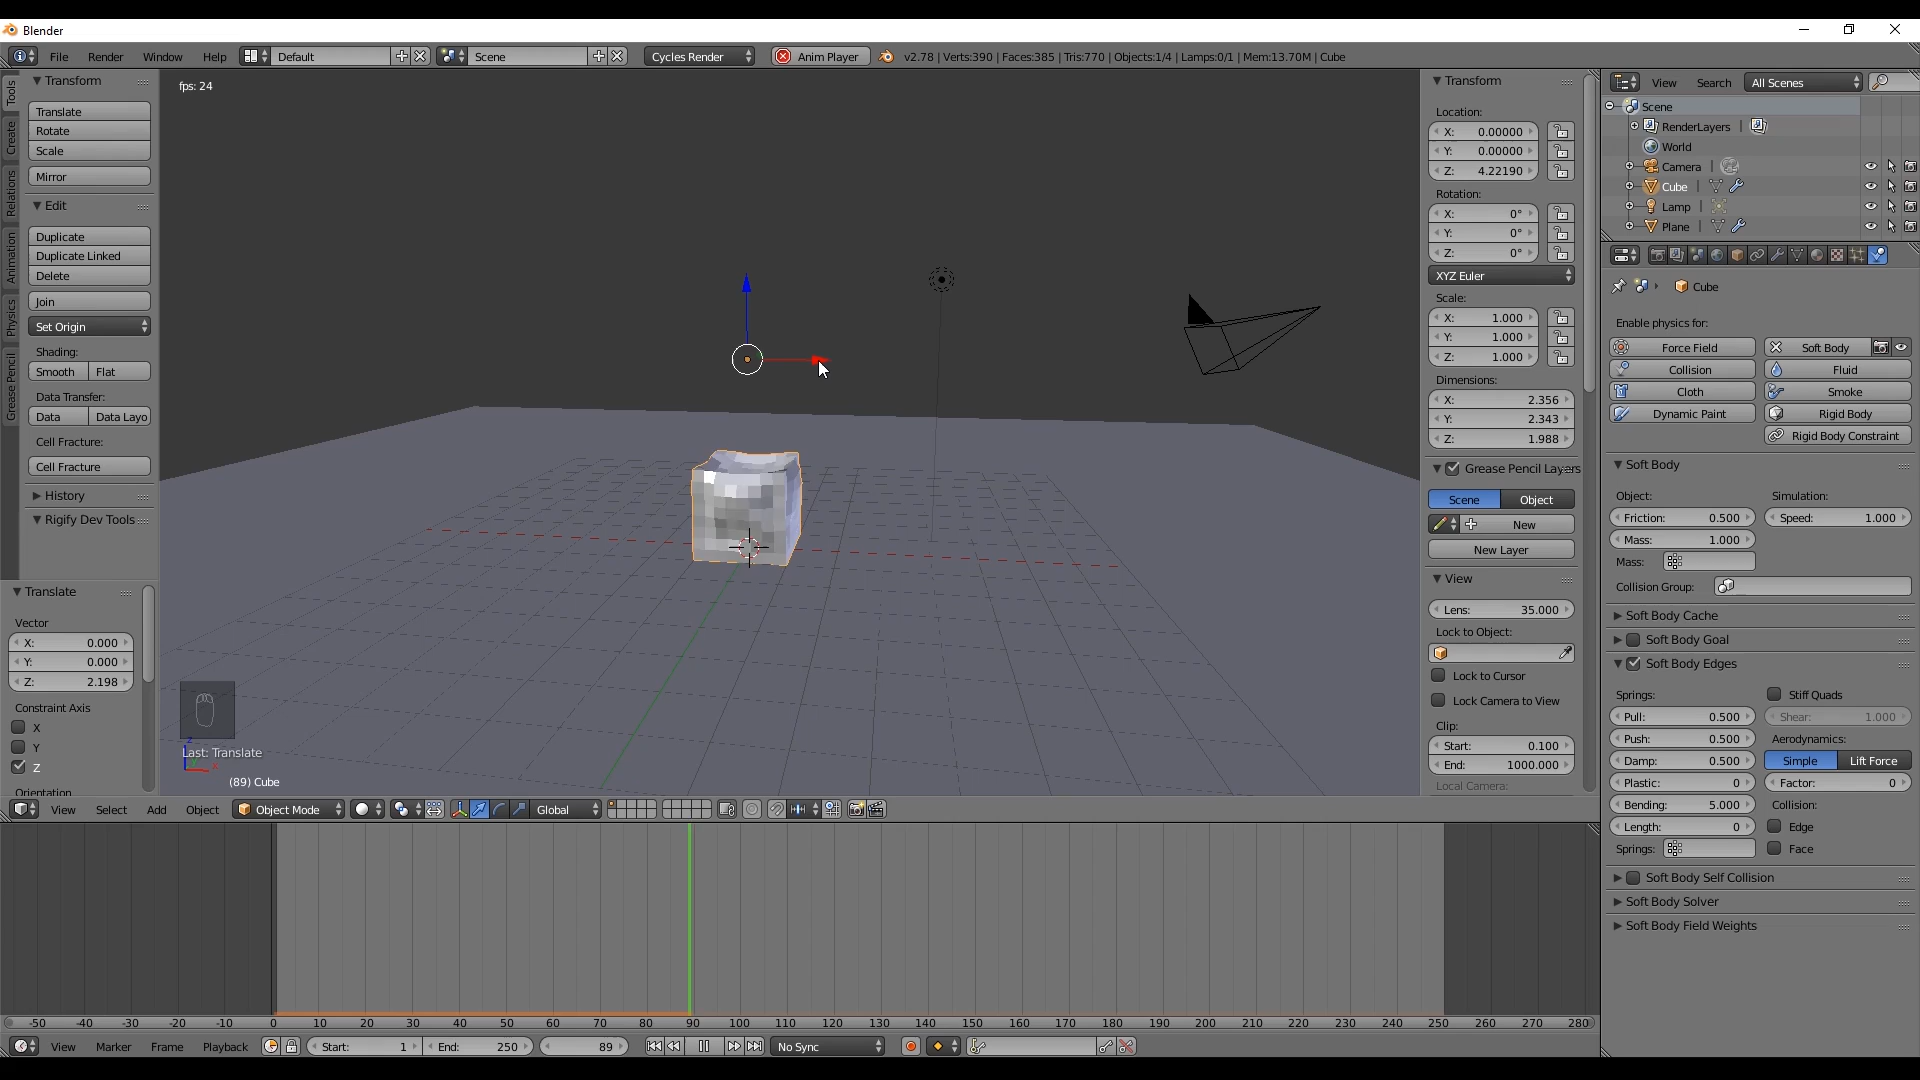 Blender
File Render Window Help Default Scene Cycles Render Anim Player v2.78 | Verts:390 | Faces:385 | Tris:770 | Objects:1/4 | Lamps:0/1 | Mem:13.70M | Cube
Tools
Create
Relations
Animation
Physics
Grease Pencil
Transform
Translate
Rotate
Scale
Mirror
Edit
Duplicate
Duplicate Linked
Delete
Join
Set Origin
Shading:
Smooth Flat
Data Transfer:
Data Data Layo
Cell Fracture:
Cell Fracture
History
Rigify Dev Tools
Translate
Vector
X: 0.000
Y: 0.000
Z: 2.198
Constraint Axis
X
Y
Z
Orientation
fps: 24
z
x
Last: Translate
(89) Cube
Transform
Location:
X: 0.00000
Y: 0.00000
Z: 4.22190
Rotation:
X: 0°
Y: 0°
Z: 0°
XYZ Euler
Scale:
X: 1.000
Y: 1.000
Z: 1.000
Dimensions:
X: 2.356
Y: 2.343
Z: 1.988
Grease Pencil Layers
Scene Object
New
New Layer
View
Lens: 35.000
Lock to Object:
Lock to Cursor
Lock Camera to View
Clip:
Start: 0.100
End: 1000.000
Local Camera:
View Search All Scenes
Scene
RenderLayers
World
Camera
Cube
Lamp
Plane
Cube
Enable physics for:
Force Field Soft Body
Collision Fluid
Cloth Smoke
Dynamic Paint Rigid Body
Rigid Body Constraint
Soft Body
Object: Simulation:
Friction: 0.500 Speed: 1.000
Mass: 1.000
Mass:
Collision Group:
Soft Body Cache
Soft Body Goal
Soft Body Edges
Springs: Stiff Quads
Pull: 0.500 Shear: 1.000
Push: 0.500 Aerodynamics:
Damp: 0.500 Simple Lift Force
Plastic: 0 Factor: 0
Bending: 5.000 Collision:
Length: 0 Edge
Springs: Face
Soft Body Self Collision
Soft Body Solver
Soft Body Field Weights
View Select Add Object Object Mode Global
-50 -40 -30 -20 -10 0 10 20 30 40 50 60 70 80 90 100 110 120 130 140 150 160 170 180 190 200 210 220 230 240 250 260 270 280
View Marker Frame Playback Start: 1 End: 250 89 No Sync